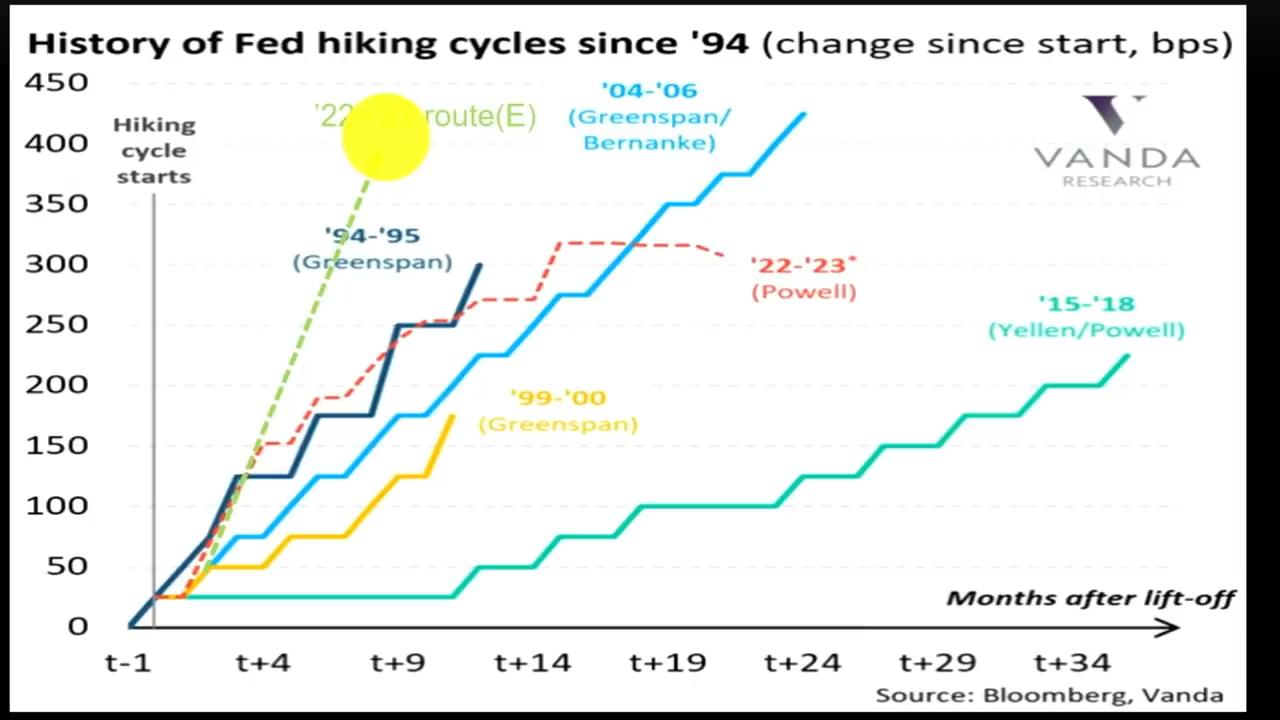 History of Fed hiking cycles since '94 (change since start, bps)
450
400
350
300
250
200
150
100
50
0
Hiking
cycle
starts
'22 route(E)
'04-'06
(Greenspan/
Bernanke)
VANDA
RESEARCH
'94-'95
(Greenspan)
'22-'23*
(Powell)
'15-'18
(Yellen/Powell)
'99-'00
(Greenspan)
Months after lift-off
t-1 t+4 t+9 t+14 t+19 t+24 t+29 t+34
Source: Bloomberg, Vanda